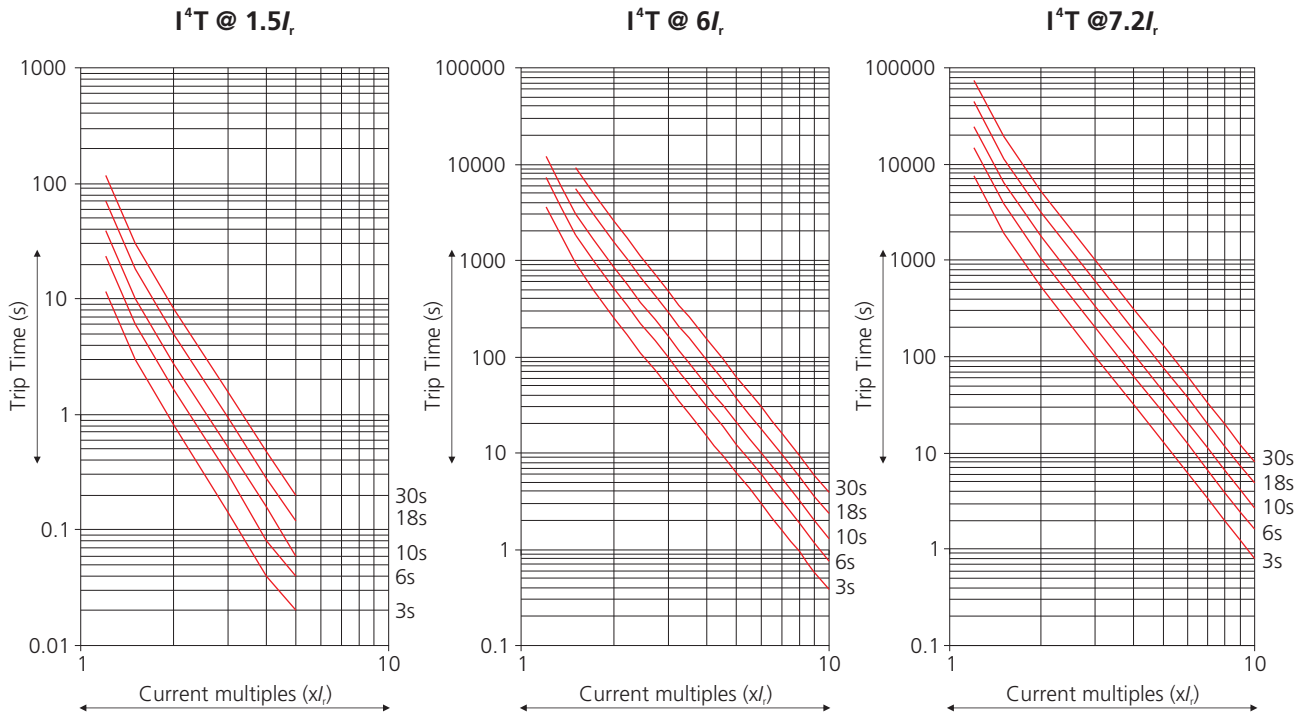 I⁴T @ 1.5Iᵣ
1000
100
10
1
0.1
0.01
Trip Time (s)
30s
18s
10s
6s
3s
1
10
Current multiples (xIᵣ)
I⁴T @ 6Iᵣ
100000
10000
1000
100
10
1
0.1
Trip Time (s)
30s
18s
10s
6s
3s
1
10
Current multiples (xIᵣ)
I⁴T @7.2Iᵣ
100000
10000
1000
100
10
1
0.1
Trip Time (s)
30s
18s
10s
6s
3s
1
10
Current multiples (xIᵣ)